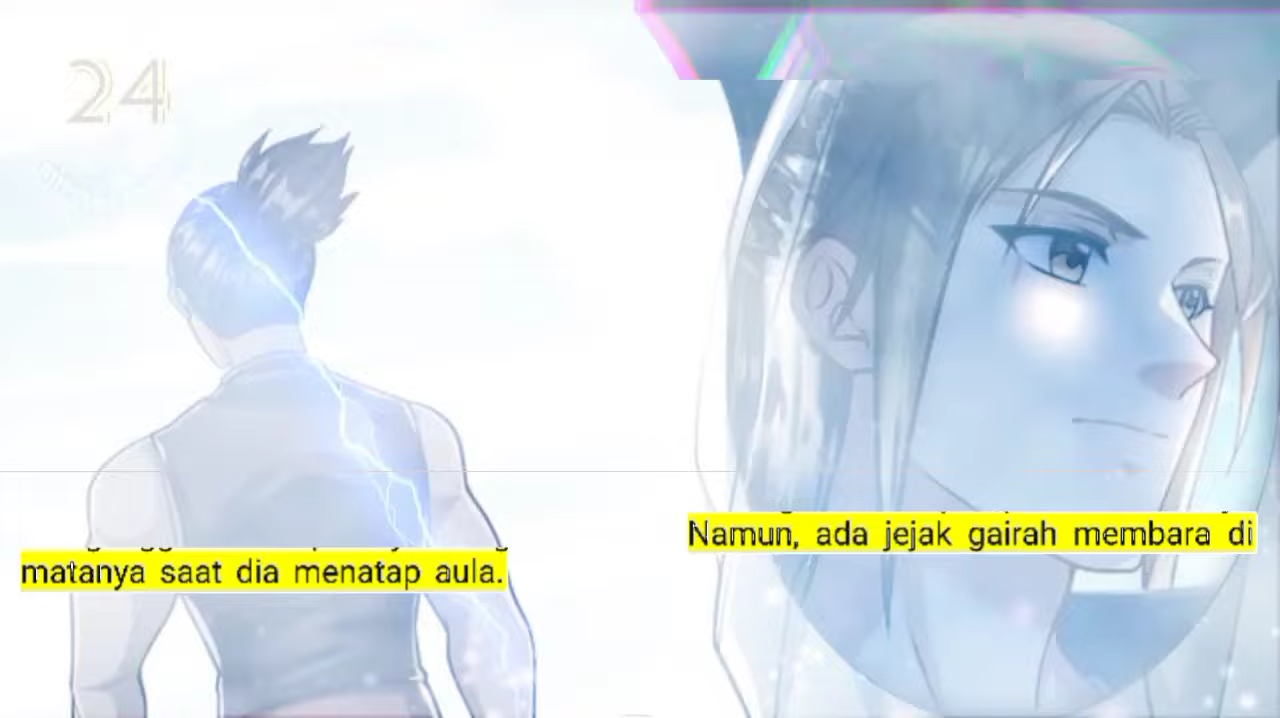 24
Namun, ada jejak gairah membara di
matanya saat dia menatap aula.